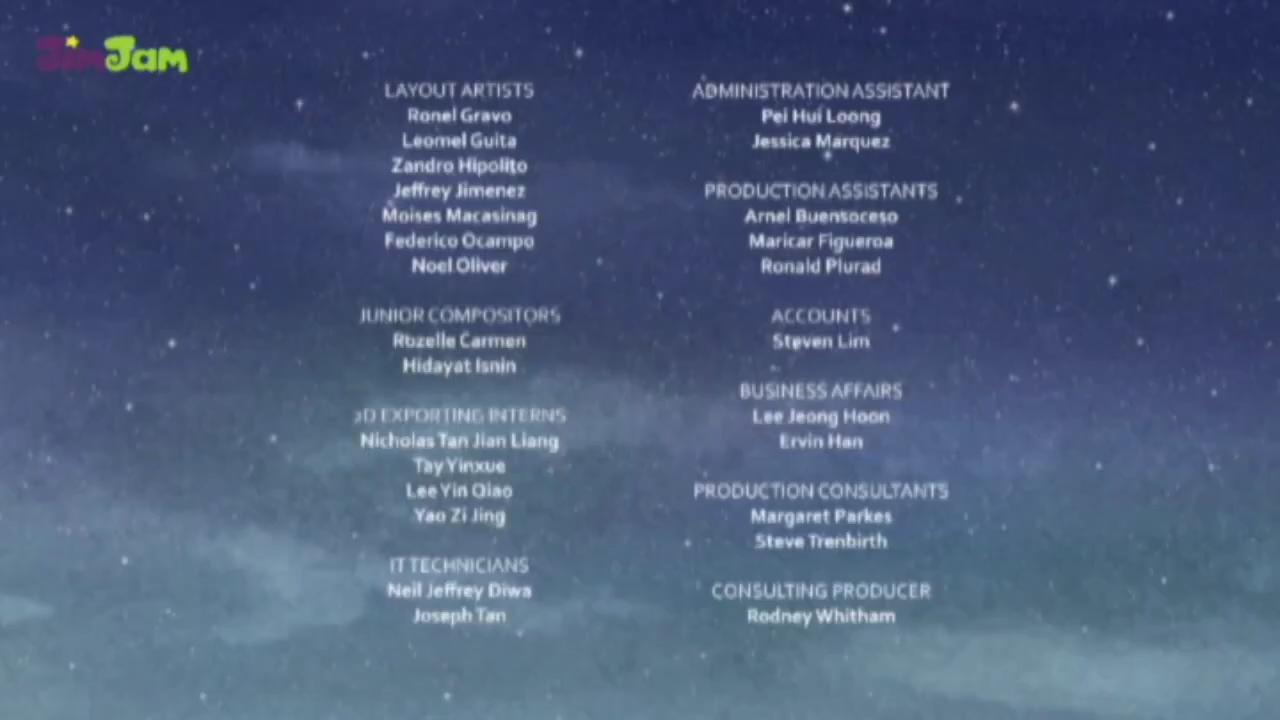 JimJam
LAYOUT ARTISTS
Ronel Gravo
Leomel Guita
Zandro Hipolito
Jeffrey Jimenez
Moises Macasinag
Federico Ocampo
Noel Oliver
JUNIOR COMPOSITORS
Rozelle Carmen
Hidayat Isnin
3D EXPORTING INTERNS
Nicholas Tan Jian Liang
Tay Yinxue
Lee Yin Qiao
Yao Zi Jing
IT TECHNICIANS
Neil Jeffrey Diwa
Joseph Tan
ADMINISTRATION ASSISTANT
Pei Hui Loong
Jessica Marquez
PRODUCTION ASSISTANTS
Arnel Buensoceso
Maricar Figueroa
Ronald Plurad
ACCOUNTS
Steven Lim
BUSINESS AFFAIRS
Lee Jeong Hoon
Ervin Han
PRODUCTION CONSULTANTS
Margaret Parkes
Steve Trenbirth
CONSULTING PRODUCER
Rodney Whitham